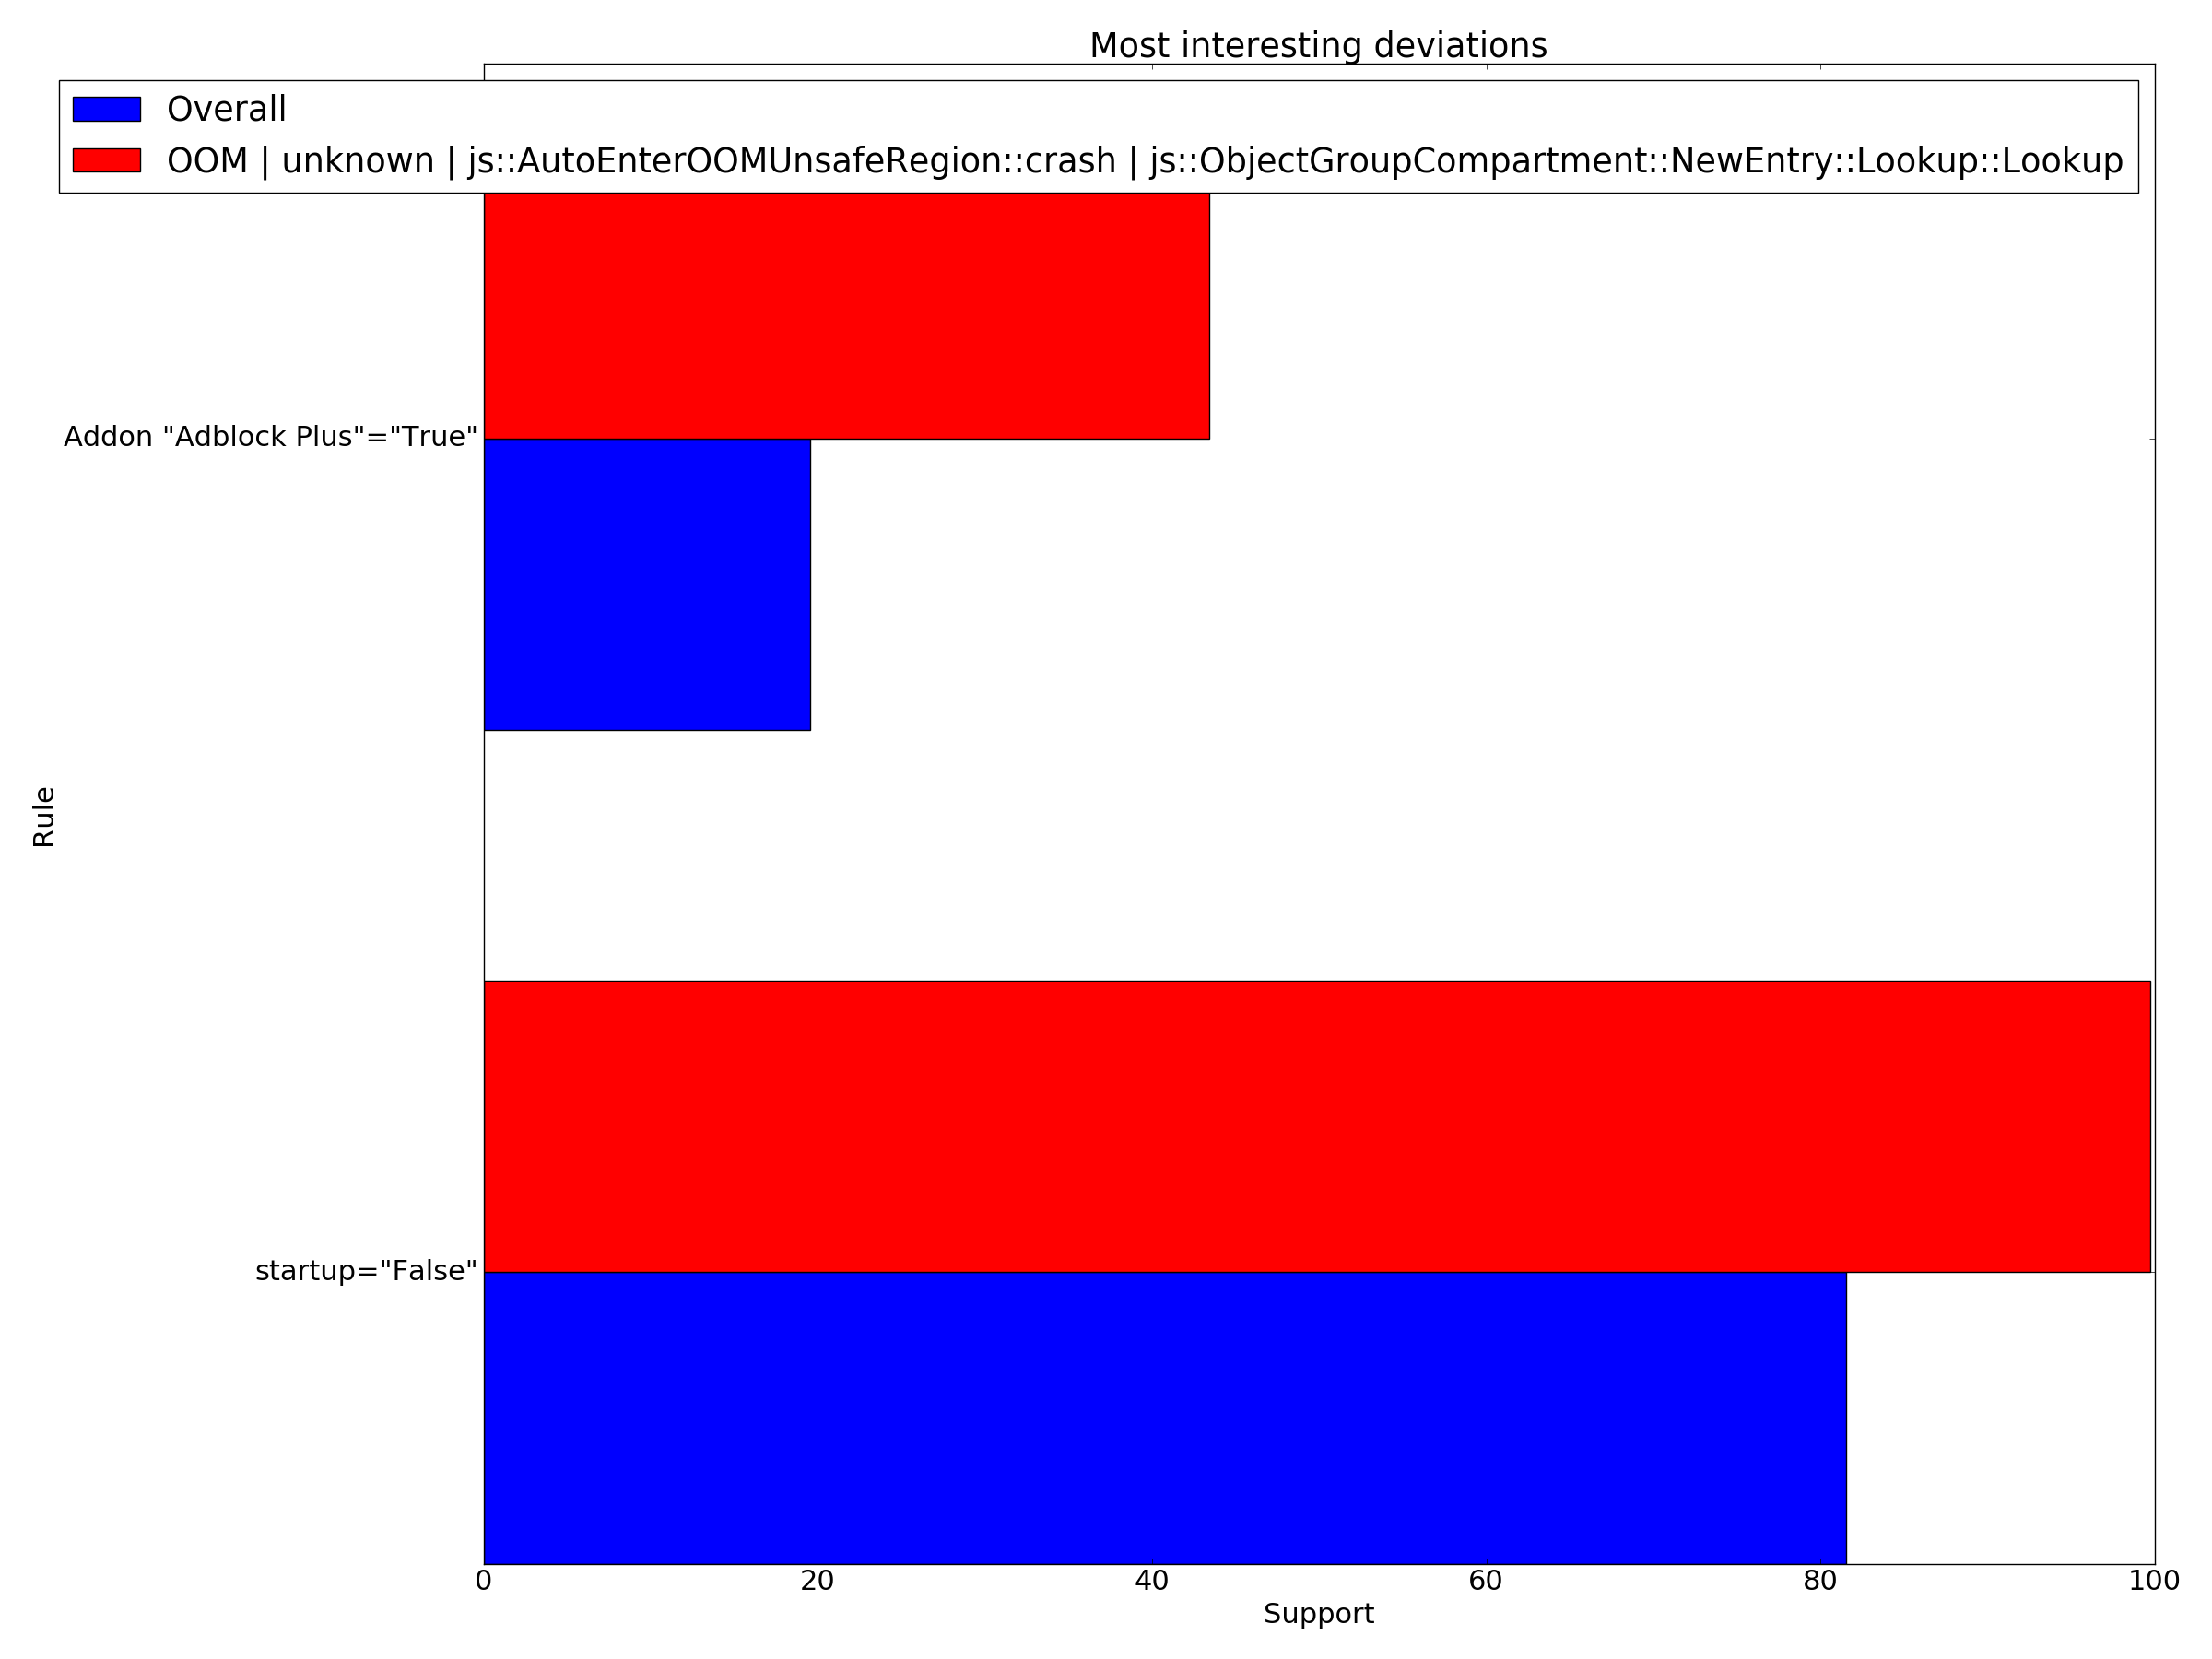 Most interesting deviations
Overall
OOM | unknown | js::AutoEnterOOMUnsafeRegion::crash | js::ObjectGroupCompartment::NewEntry::Lookup::Lookup
Addon "Adblock Plus"="True"
Rule
startup="False"
0 20 40 60 80 100
Support